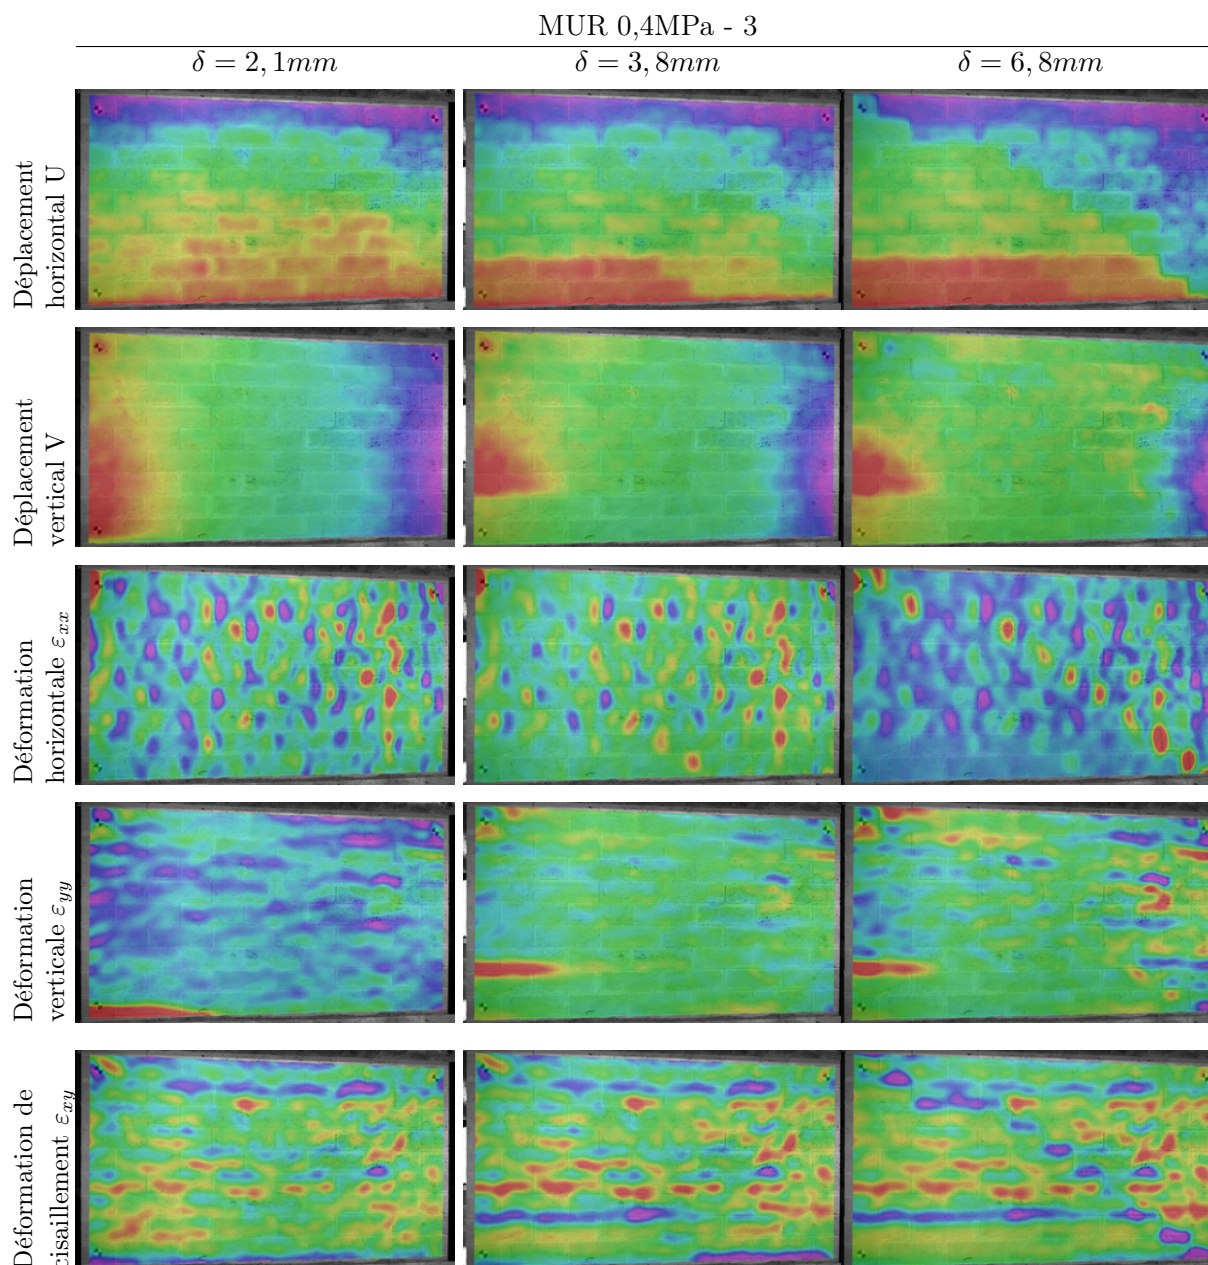 MUR 0,4MPa - 3
δ = 2, 1mm
δ = 3, 8mm
δ = 6, 8mm
Déplacement
horizontal U
Déplacement
vertical V
Déformation
horizontale εxx
Déformation
verticale εyy
Déformation de
cisaillement εxy